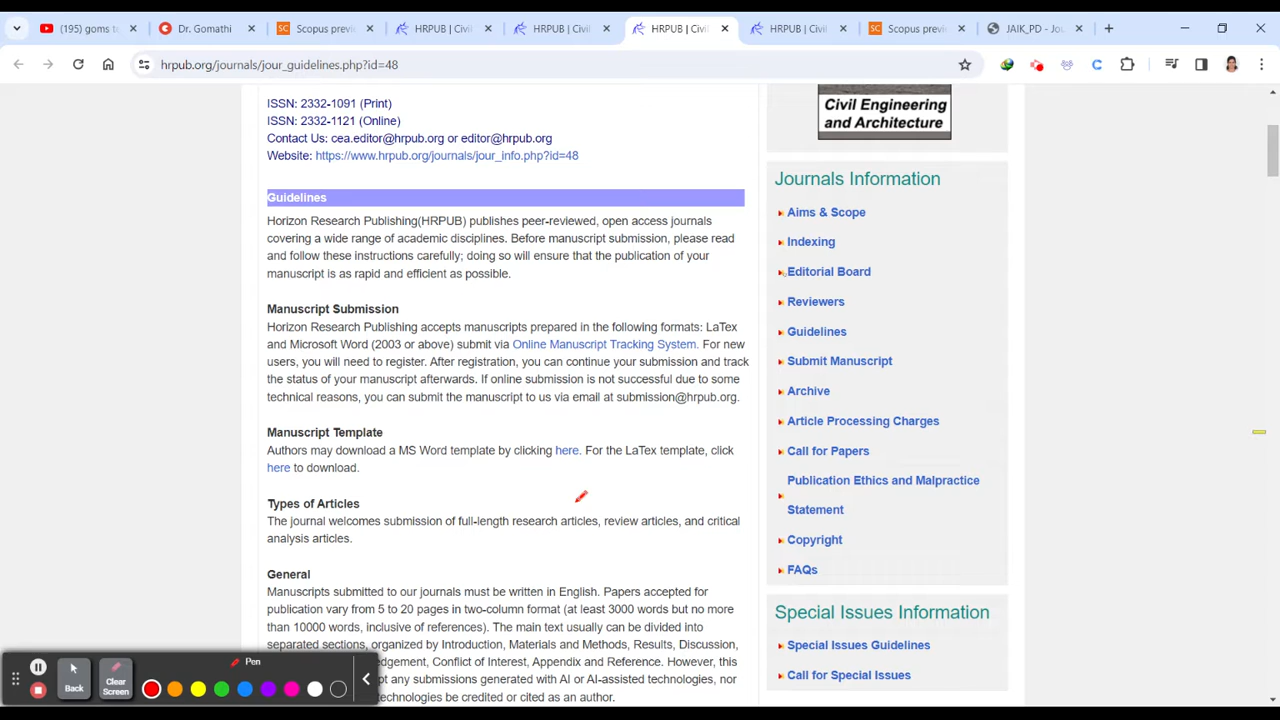 (195) goms t
Dr. Gomathi
Scopus previ
HRPUB | Civi
HRPUB | Civi
HRPUB | Civi
HRPUB | Civi
Scopus previ
JAIK_PD - Jou
hrpub.org/journals/jour_guidelines.php?id=48
ISSN: 2332-1091 (Print)
ISSN: 2332-1121 (Online)
Contact Us: cea.editor@hrpub.org or editor@hrpub.org
Website: https://www.hrpub.org/journals/jour_info.php?id=48
Guidelines
Horizon Research Publishing(HRPUB) publishes peer-reviewed, open access journals
covering a wide range of academic disciplines. Before manuscript submission, please read
and follow these instructions carefully; doing so will ensure that the publication of your
manuscript is as rapid and efficient as possible.
Manuscript Submission
Horizon Research Publishing accepts manuscripts prepared in the following formats: LaTex
and Microsoft Word (2003 or above) submit via Online Manuscript Tracking System. For new
users, you will need to register. After registration, you can continue your submission and track
the status of your manuscript afterwards. If online submission is not successful due to some
technical reasons, you can submit the manuscript to us via email at submission@hrpub.org.
Manuscript Template
Authors may download a MS Word template by clicking here. For the LaTex template, click
here to download.
Types of Articles
The journal welcomes submission of full-length research articles, review articles, and critical
analysis articles.
General
Manuscripts submitted to our journals must be written in English. Papers accepted for
publication vary from 5 to 20 pages in two-column format (at least 3000 words but no more
than 10000 words, inclusive of references). The main text usually can be divided into
separated sections, organized by Introduction, Materials and Methods, Results, Discussion,
edgement, Conflict of Interest, Appendix and Reference. However, this
pt any submissions generated with AI or AI-assisted technologies, nor
echnologies be credited or cited as an author.
Civil Engineering
and Architecture
Journals Information
Aims & Scope
Indexing
Editorial Board
Reviewers
Guidelines
Submit Manuscript
Archive
Article Processing Charges
Call for Papers
Publication Ethics and Malpractice
Statement
Copyright
FAQs
Special Issues Information
Special Issues Guidelines
Call for Special Issues
Pen
Back
Clear
Screen